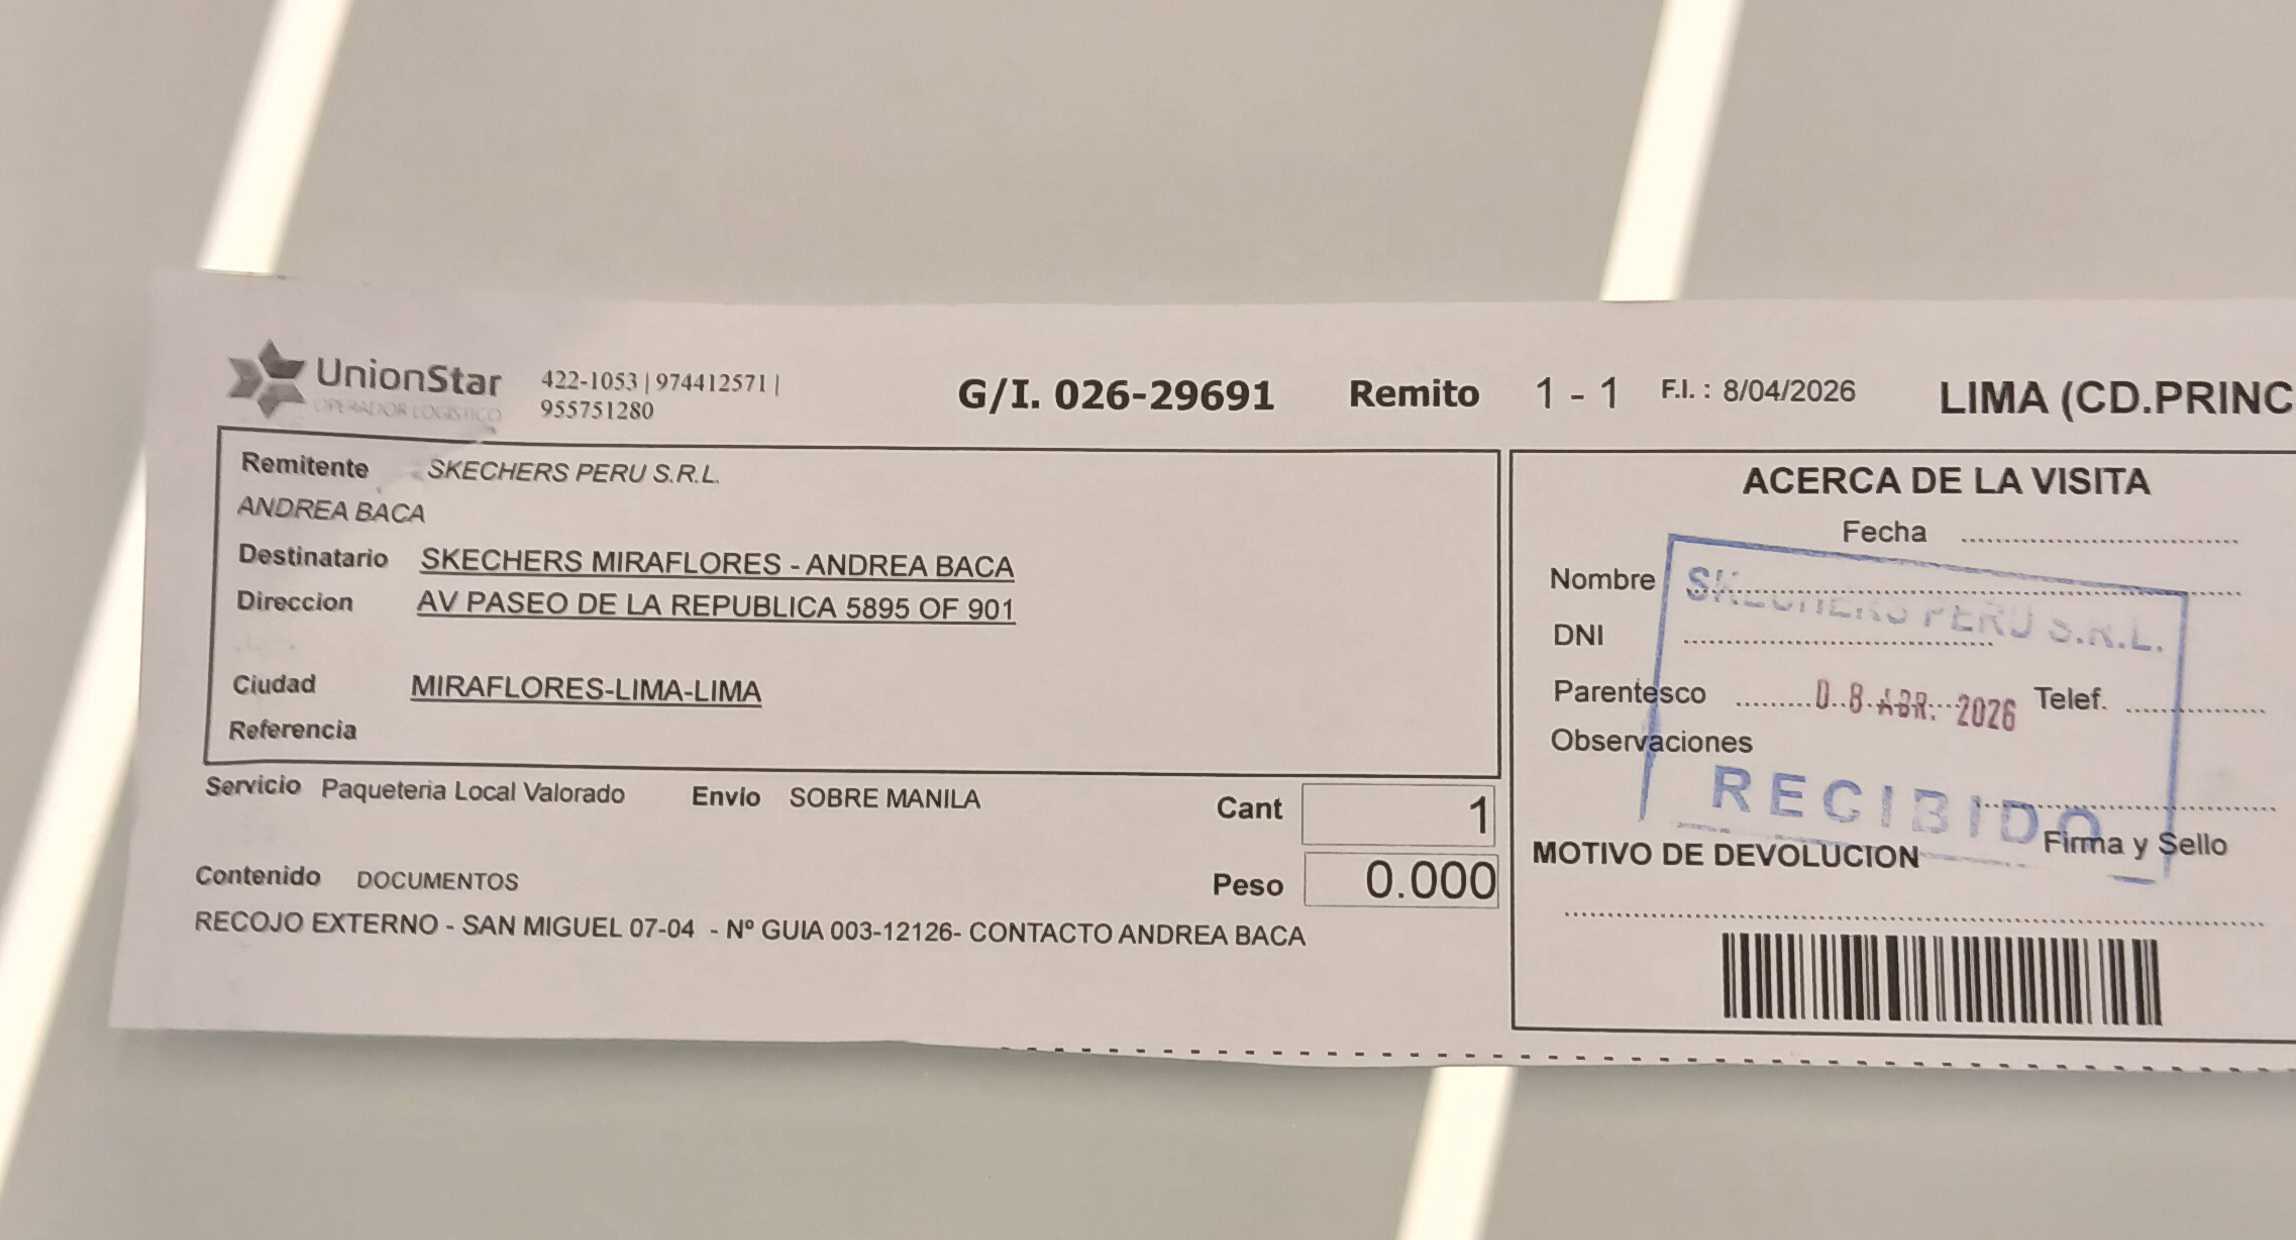 UnionStar
OPERADOR LOGISTICO
422-1053 | 974412571 |
955751280
G/I. 026-29691 Remito 1 - 1 F.I. : 8/04/2026 LIMA (CD.PRINC
Remitente SKECHERS PERU S.R.L.
ANDREA BACA
Destinatario SKECHERS MIRAFLORES - ANDREA BACA
Direccion AV PASEO DE LA REPUBLICA 5895 OF 901
Ciudad MIRAFLORES-LIMA-LIMA
Referencia
Servicio Paqueteria Local Valorado Envio SOBRE MANILA Cant 1
Contenido DOCUMENTOS Peso 0.000
RECOJO EXTERNO - SAN MIGUEL 07-04 - Nº GUIA 003-12126- CONTACTO ANDREA BACA
ACERCA DE LA VISITA
Fecha
Nombre
SKECHERS PERU S.R.L.
DNI
Parentesco 08 ABR. 2026 Telef.
Observaciones
RECIBIDO
Firma y Sello
MOTIVO DE DEVOLUCION